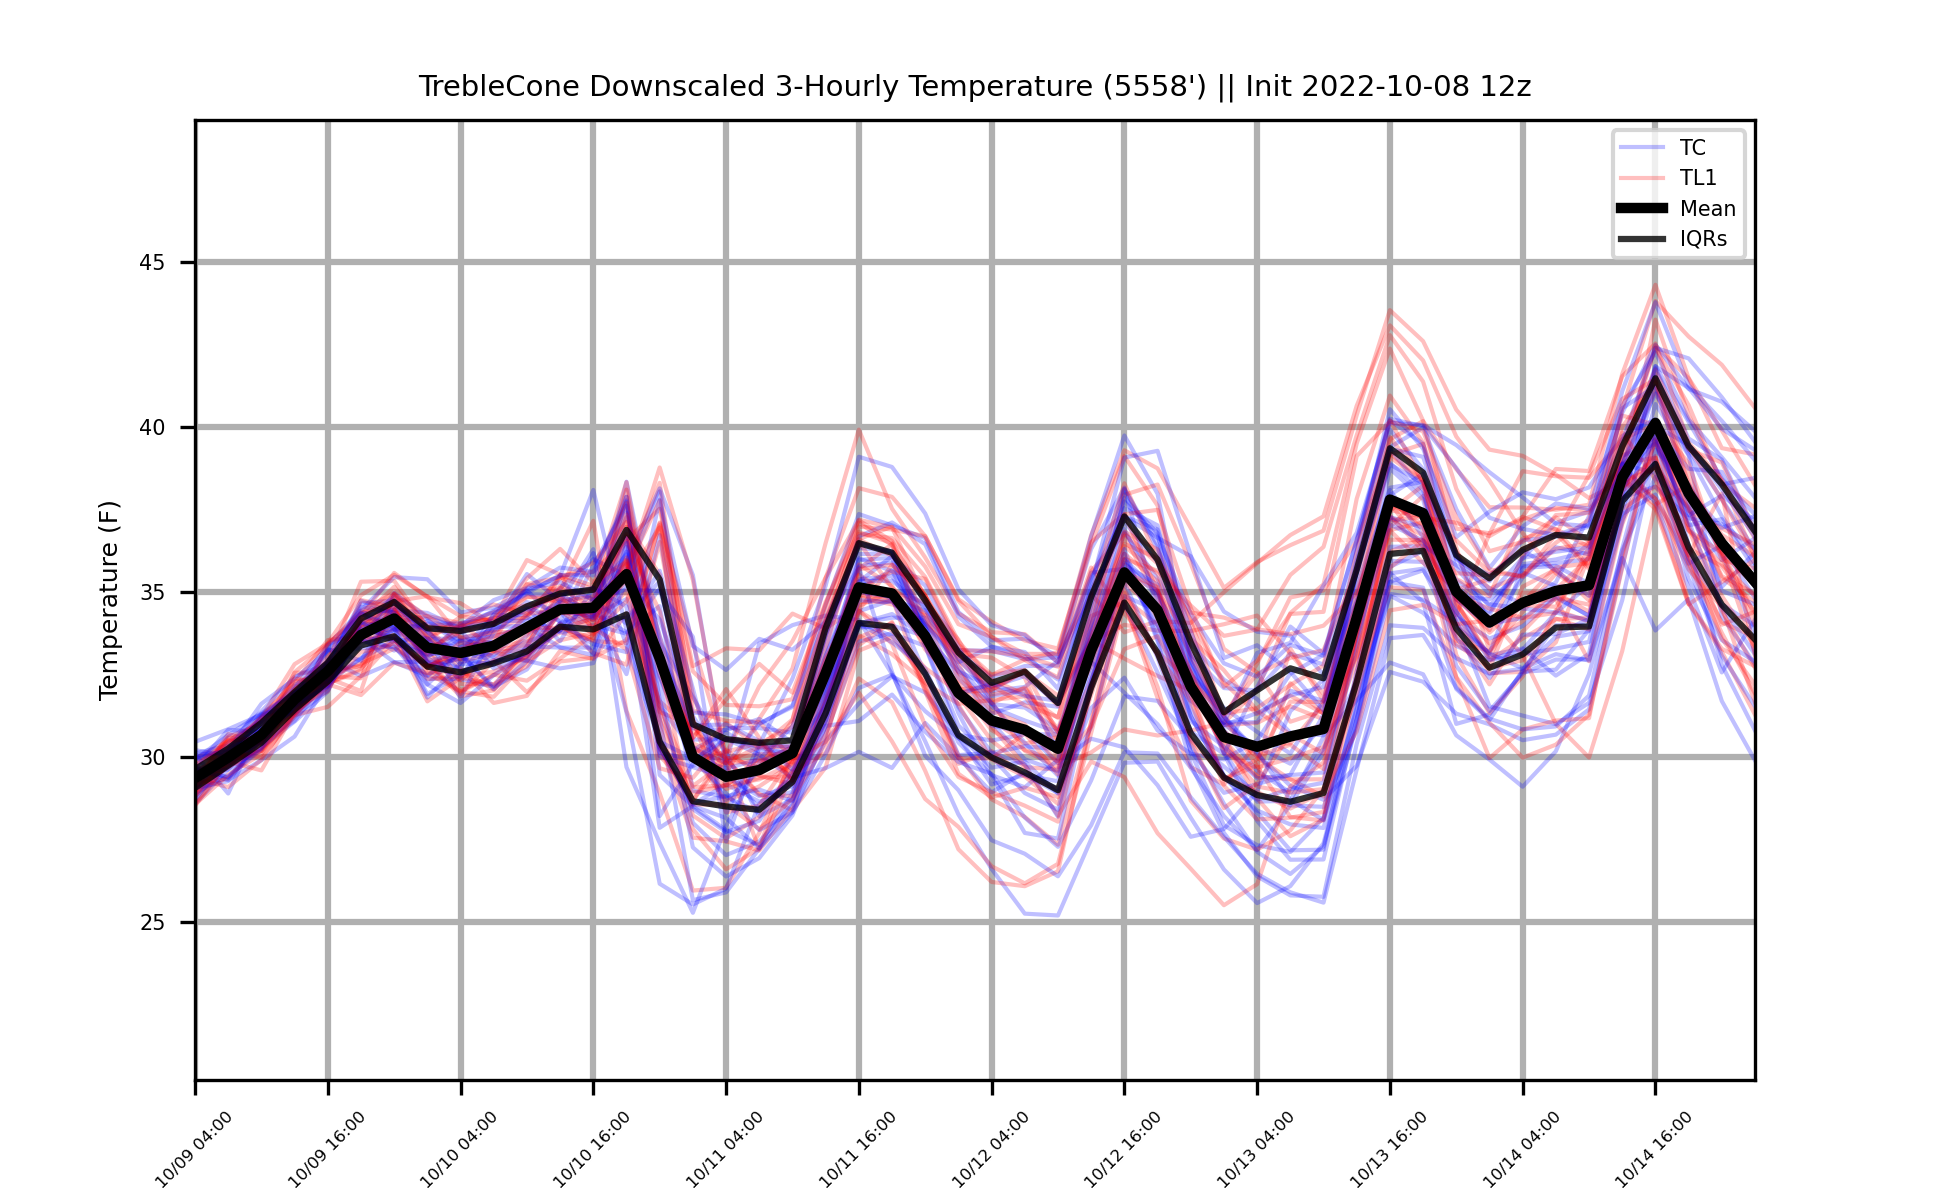 TrebleCone Downscaled 3-Hourly Temperature (5558') || Init 2022-10-08 12z
TC
TL1
Mean
IQRs
Temperature (F)
45
40
35
30
25
10/09 04:00
10/09 16:00
10/10 04:00
10/10 16:00
10/11 04:00
10/11 16:00
10/12 04:00
10/12 16:00
10/13 04:00
10/13 16:00
10/14 04:00
10/14 16:00